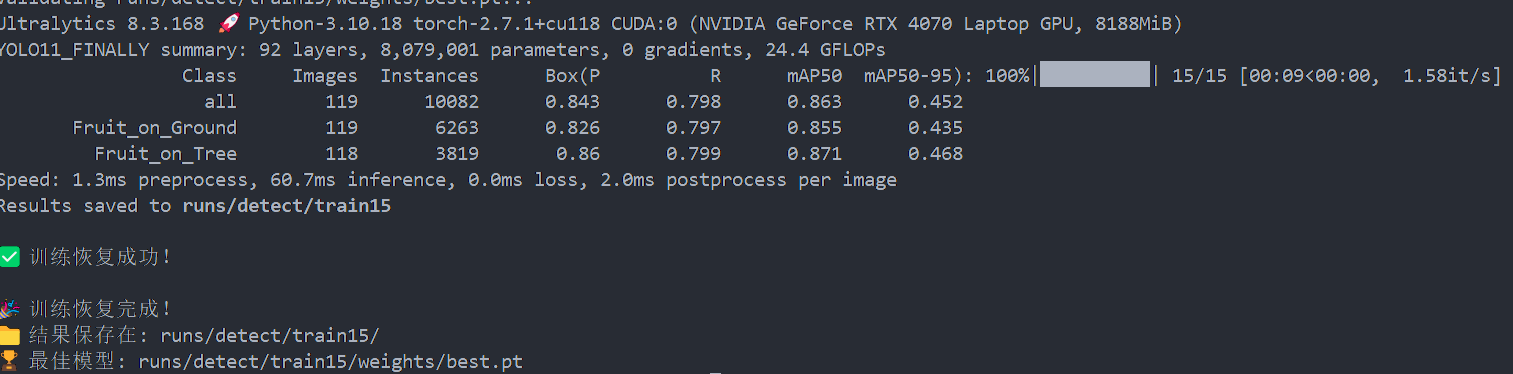 Validating runs/detect/train15/weights/best.pt...
Ultralytics 8.3.168 🚀 Python-3.10.18 torch-2.7.1+cu118 CUDA:0 (NVIDIA GeForce RTX 4070 Laptop GPU, 8188MiB)
YOLO11_FINALLY summary: 92 layers, 8,079,001 parameters, 0 gradients, 24.4 GFLOPs
Class Images Instances Box(P R mAP50 mAP50-95): 100%|██████████| 15/15 [00:09<00:00, 1.58it/s]
all 119 10082 0.843 0.798 0.863 0.452
Fruit_on_Ground 119 6263 0.826 0.797 0.855 0.435
Fruit_on_Tree 118 3819 0.86 0.799 0.871 0.468
Speed: 1.3ms preprocess, 60.7ms inference, 0.0ms loss, 2.0ms postprocess per image
Results saved to runs/detect/train15
✅ 训练恢复成功!
🎉 训练恢复完成!
📁 结果保存在: runs/detect/train15/
🏆 最佳模型: runs/detect/train15/weights/best.pt